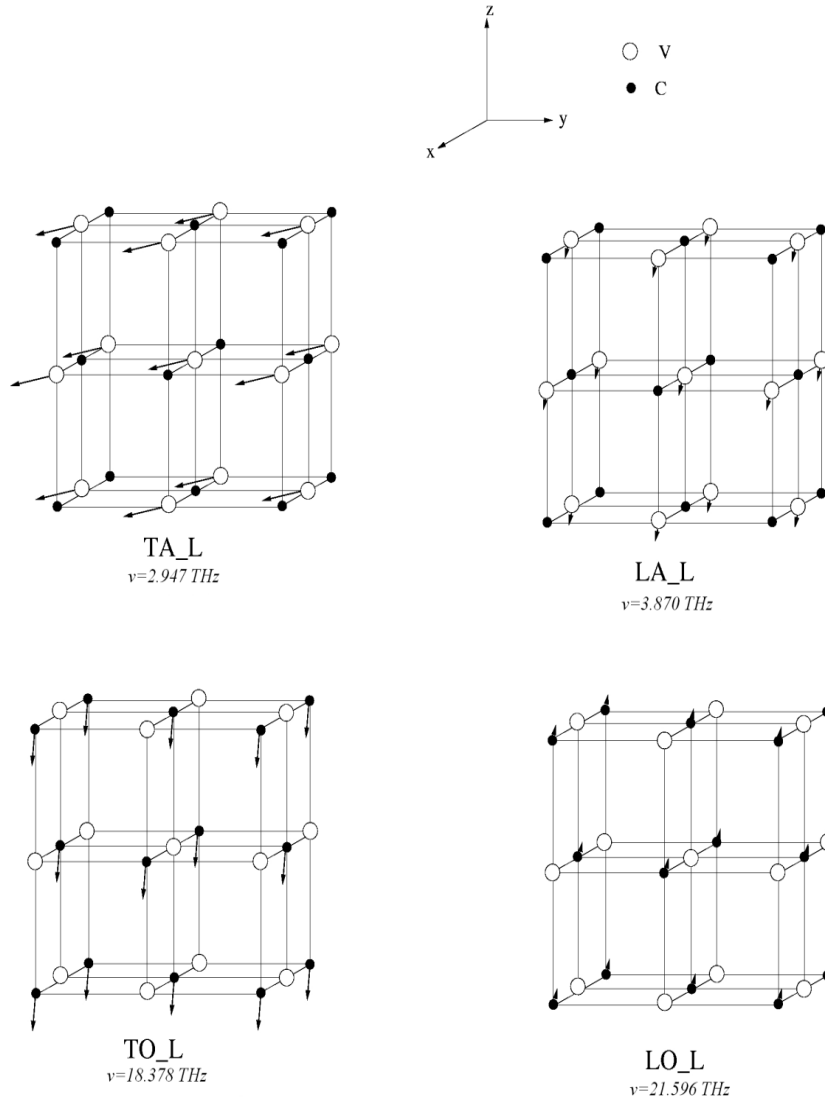 z
V
C
x
y
TA_L
v=2.947 THz
LA_L
v=3.870 THz
TO_L
v=18.378 THz
LO_L
v=21.596 THz